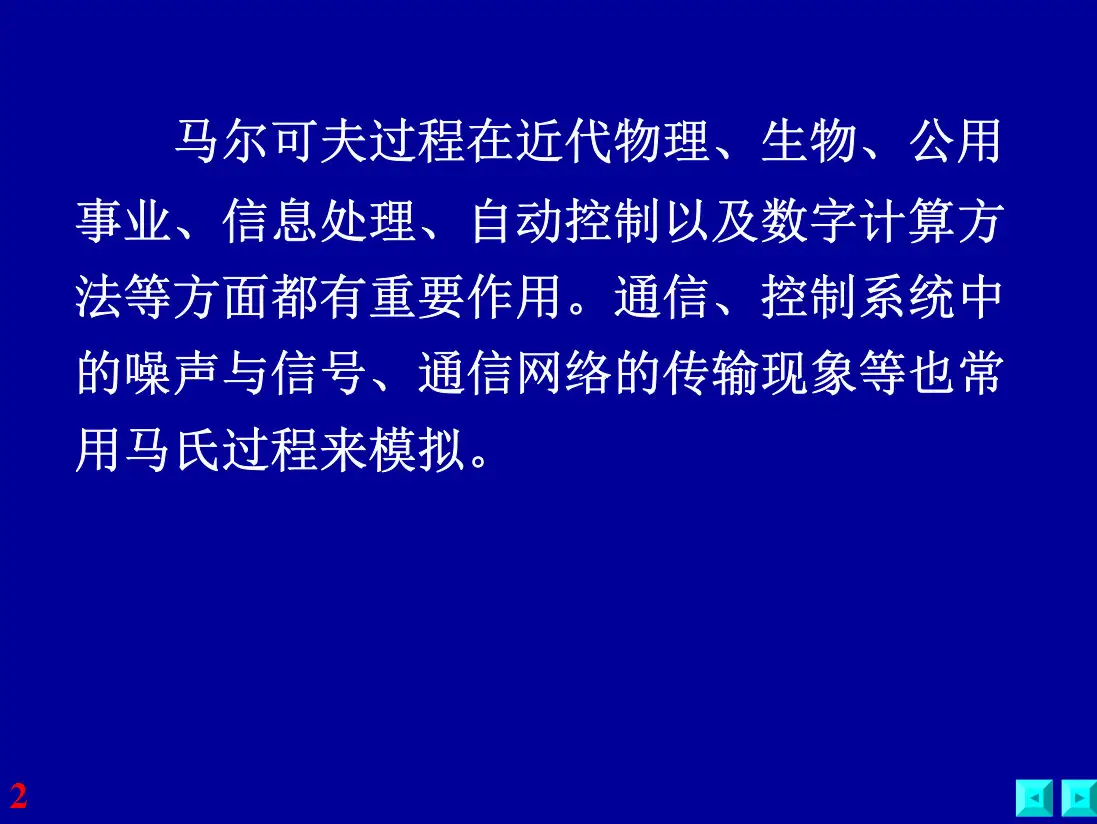 马尔可夫过程在近代物理、生物、公用
事业、信息处理、自动控制以及数字计算方
法等方面都有重要作用。通信、控制系统中
的噪声与信号、通信网络的传输现象等也常
用马氏过程来模拟。
2